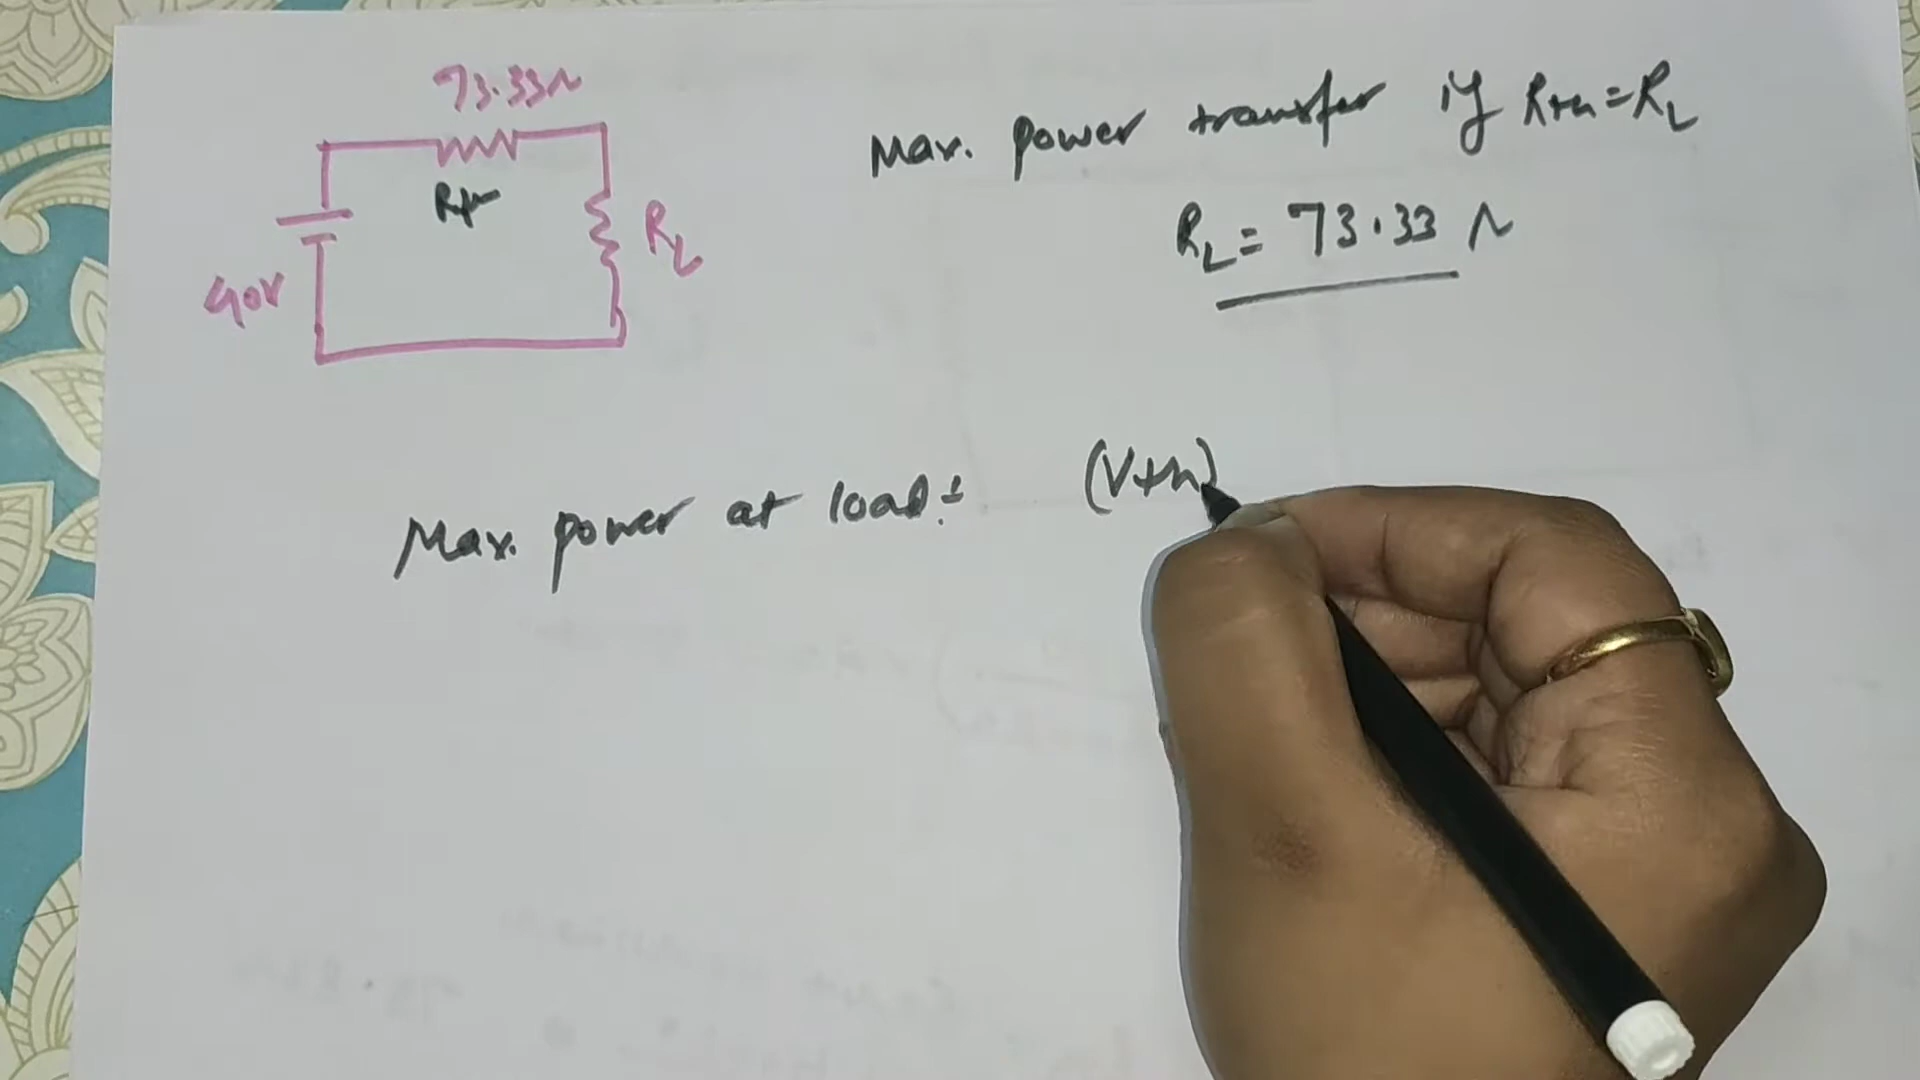 73.33Ω
Rth
RL
40V
Max. power transfer if Rth = RL
RL = 73.33 Ω
Max. power at load : (Vth)